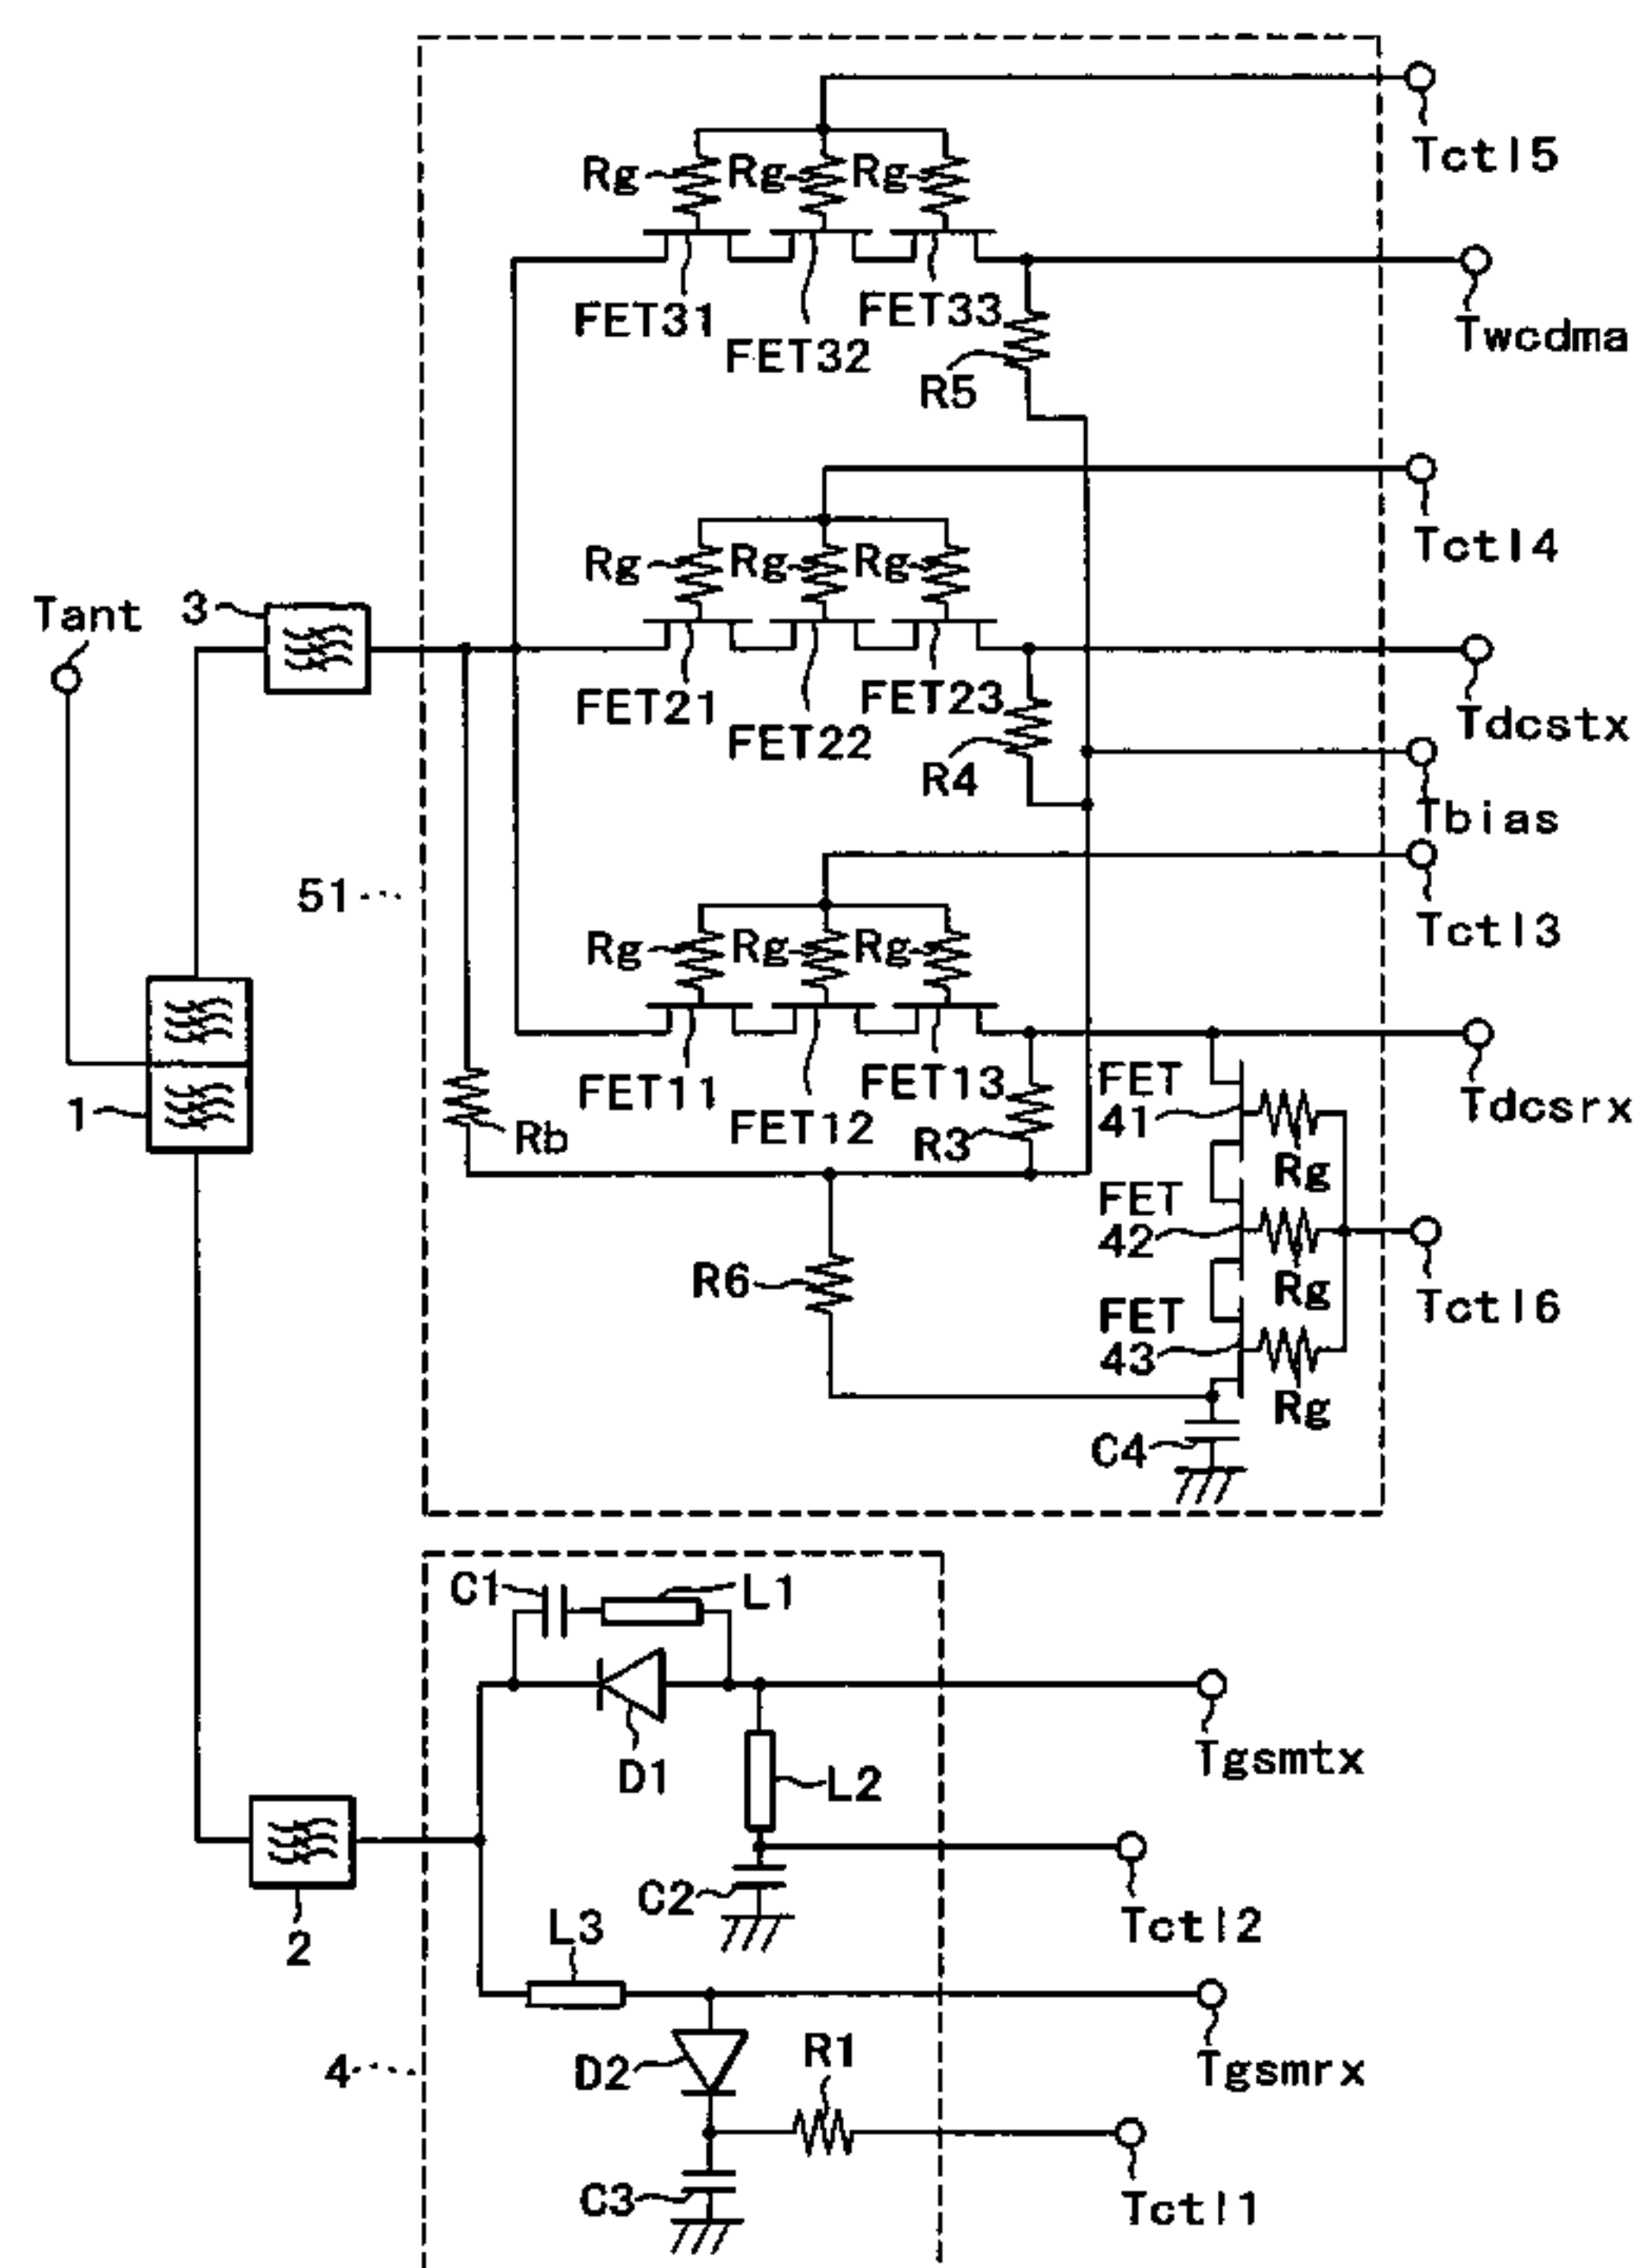 Tctl5
Rg Rg Rg
FET31 FET32 FET33
Twcdma
R5
Tctl4
Rg Rg Rg
Tant
3
FET21 FET22 FET23
Tdcstx
R4
Tbias
51
Tctl3
Rg Rg Rg
FET11 FET12 FET13
FET 41
Tdcsrx
1
Rb
R3
Rg
FET 42
R6
Rg
Tctl6
FET 43
Rg
C4
C1
L1
D1
Tgsmtx
L2
C2
Tctl2
2
L3
4
D2
R1
Tgsmrx
C3
Tctl1